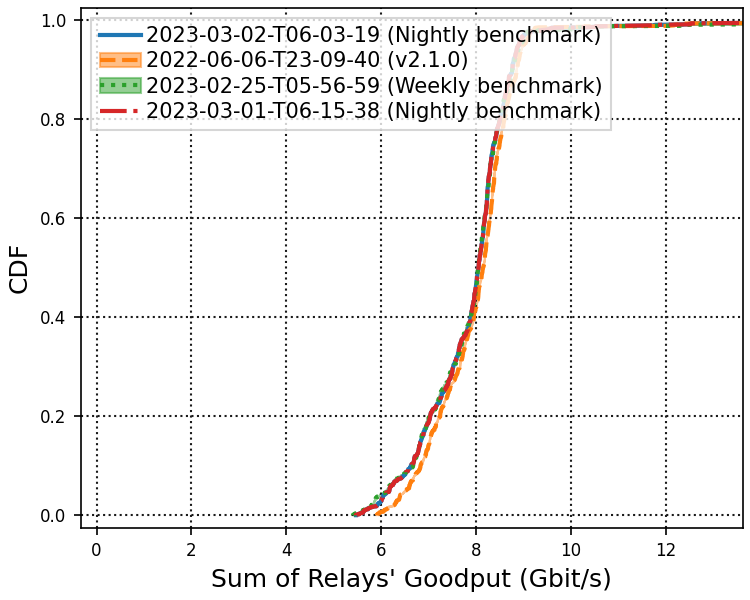 2023-03-02-T06-03-19 (Nightly benchmark)
2022-06-06-T23-09-40 (v2.1.0)
2023-02-25-T05-56-59 (Weekly benchmark)
2023-03-01-T06-15-38 (Nightly benchmark)
1.0
0.8
0.6
0.4
0.2
0.0
CDF
0 2 4 6 8 10 12
Sum of Relays' Goodput (Gbit/s)